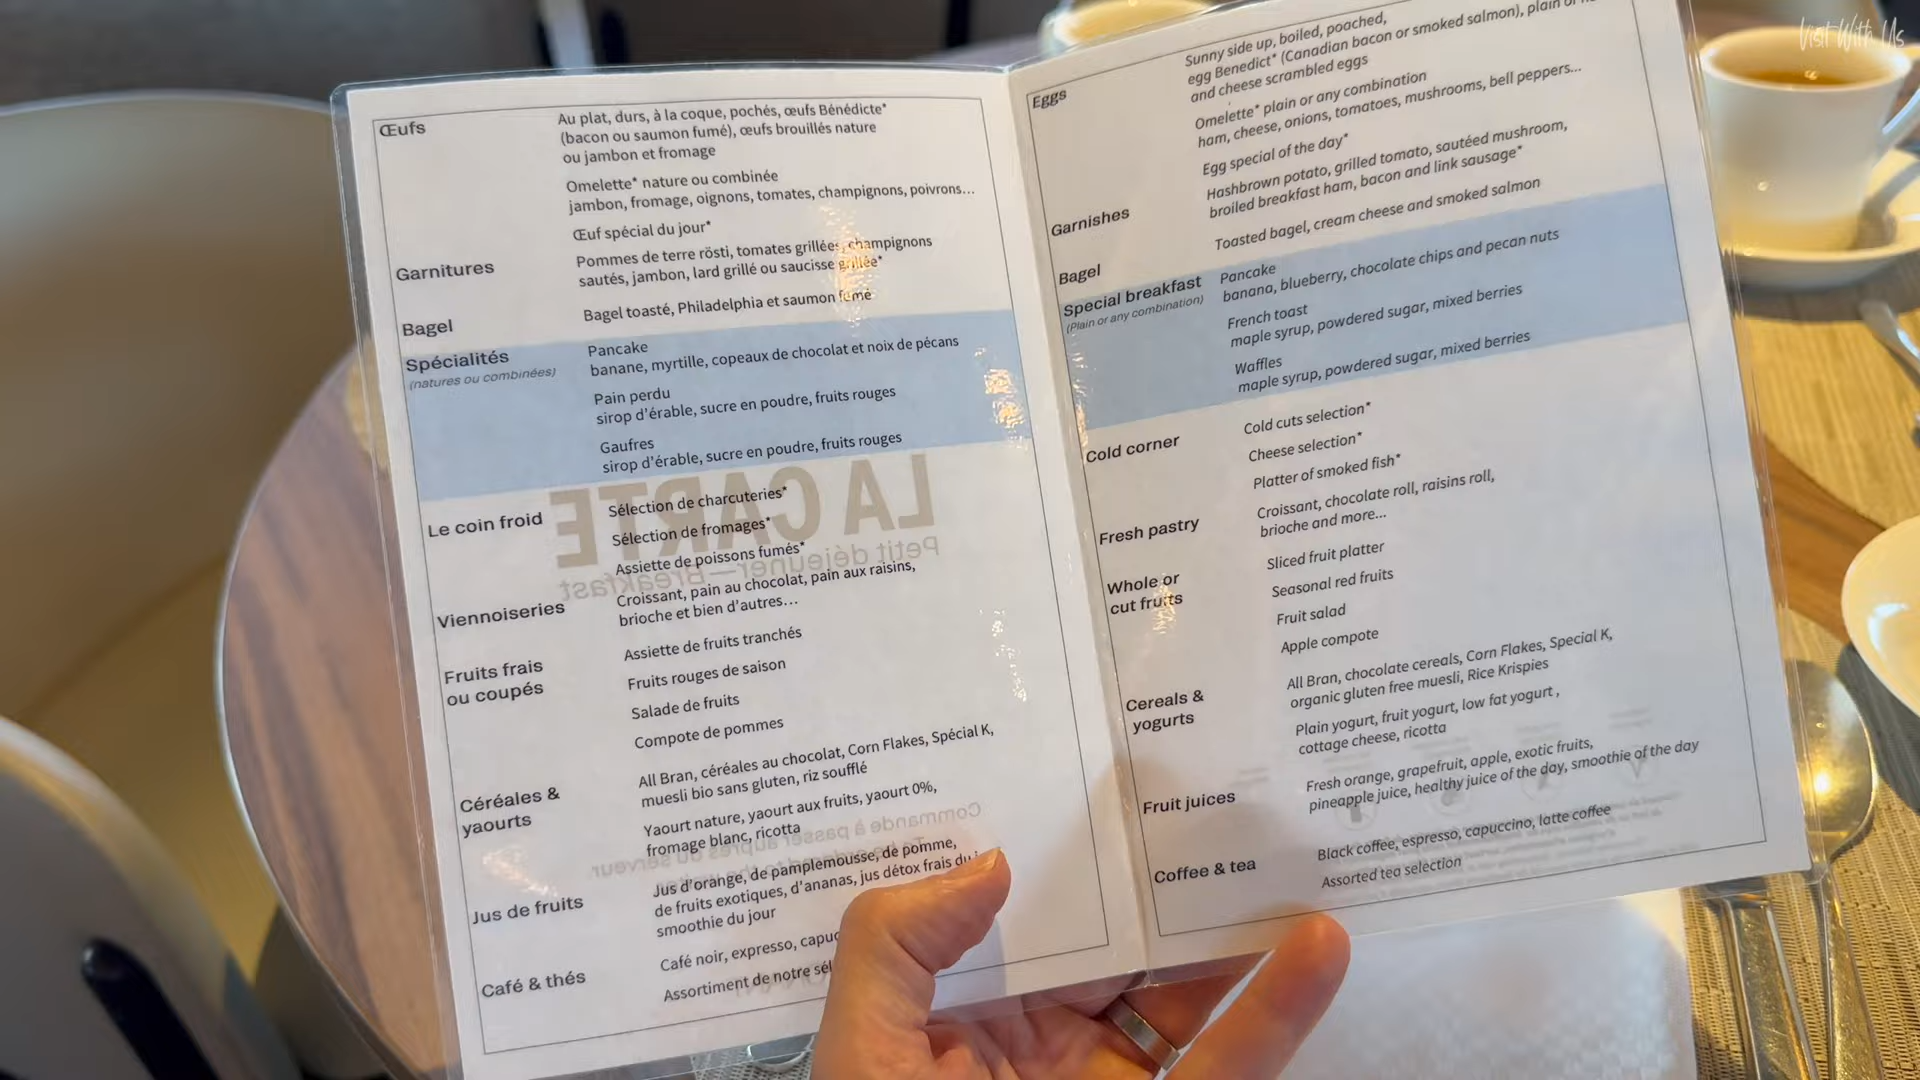 Visit With Us
Œufs
Au plat, durs, à la coque, pochés, œufs Bénédicte*
(bacon ou saumon fumé), œufs brouillés nature
ou jambon et fromage
Omelette* nature ou combinée
jambon, fromage, oignons, tomates, champignons, poivrons...
Œuf spécial du jour*
Garnitures
Pommes de terre rösti, tomates grillées, champignons
sautés, jambon, lard grillé ou saucisse grillée*
Bagel
Bagel toasté, Philadelphia et saumon fumé
Spécialités
(natures ou combinées)
Pancake
banane, myrtille, copeaux de chocolat et noix de pécans
Pain perdu
sirop d'érable, sucre en poudre, fruits rouges
Gaufres
sirop d'érable, sucre en poudre, fruits rouges
Le coin froid
Sélection de charcuteries*
Sélection de fromages*
Assiette de poissons fumés*
Viennoiseries
Croissant, pain au chocolat, pain aux raisins,
brioche et bien d'autres...
Fruits frais
ou coupés
Assiette de fruits tranchés
Fruits rouges de saison
Salade de fruits
Compote de pommes
Céréales &
yaourts
All Bran, céréales au chocolat, Corn Flakes, Spécial K,
muesli bio sans gluten, riz soufflé
Yaourt nature, yaourt aux fruits, yaourt 0%,
fromage blanc, ricotta
Jus de fruits
Jus d'orange, de pamplemousse, de pomme,
de fruits exotiques, d'ananas, jus détox frais du
smoothie du jour
Café & thés
Café noir, expresso,
Assortiment de notre
LA CARTE
Petit déjeuner—Breakfast
Commande à passer auprès du serveur.
Eggs
Sunny side up, boiled, poached,
egg Benedict* (Canadian bacon or smoked salmon), plain or
and cheese scrambled eggs
Omelette* plain or any combination
ham, cheese, onions, tomatoes, mushrooms, bell peppers...
Egg special of the day*
Garnishes
Hashbrown potato, grilled tomato, sautéed mushroom,
broiled breakfast ham, bacon and link sausage*
Bagel
Toasted bagel, cream cheese and smoked salmon
Special breakfast
(Plain or any combination)
Pancake
banana, blueberry, chocolate chips and pecan nuts
French toast
maple syrup, powdered sugar, mixed berries
Waffles
maple syrup, powdered sugar, mixed berries
Cold corner
Cold cuts selection*
Cheese selection*
Platter of smoked fish*
Fresh pastry
Croissant, chocolate roll, raisins roll,
brioche and more...
Whole or
cut fruits
Sliced fruit platter
Seasonal red fruits
Fruit salad
Apple compote
Cereals &
yogurts
All Bran, chocolate cereals, Corn Flakes, Special K,
organic gluten free muesli, Rice Krispies
Plain yogurt, fruit yogurt, low fat yogurt ,
cottage cheese, ricotta
Fruit juices
Fresh orange, grapefruit, apple, exotic fruits,
pineapple juice, healthy juice of the day, smoothie of the day
Coffee & tea
Black coffee, espresso, capuccino, latte coffee
Assorted tea selection